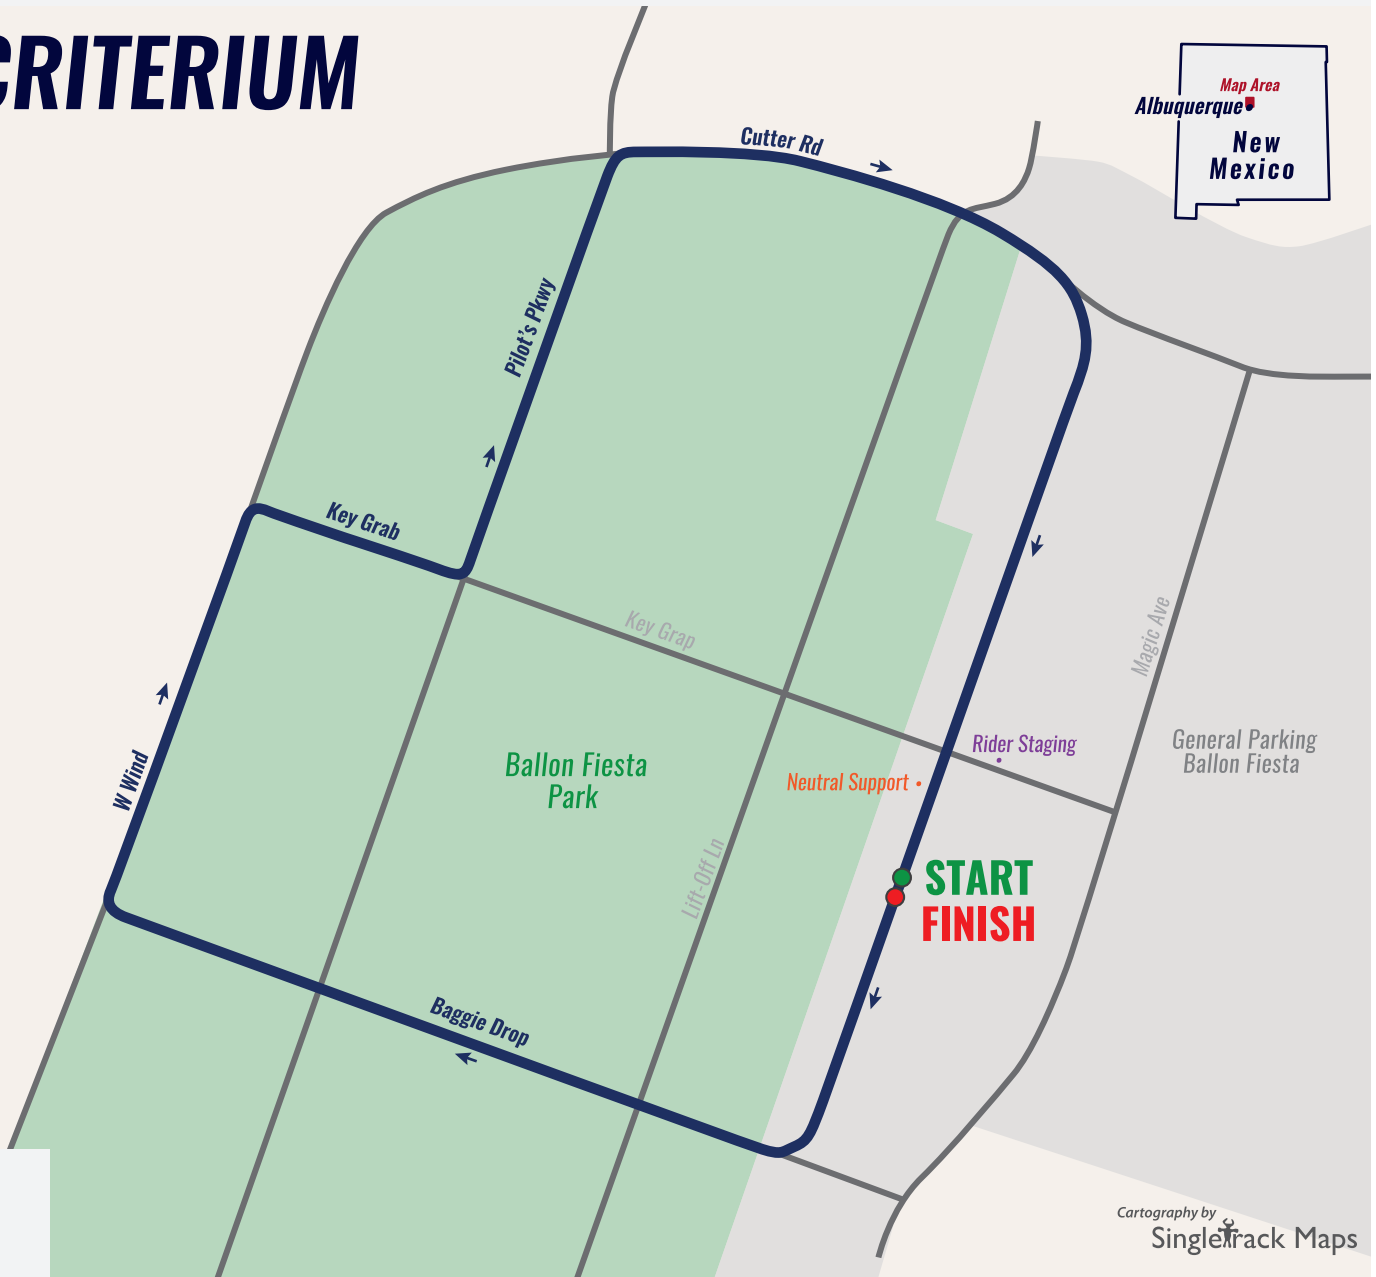 CRITERIUM
Map Area
Albuquerque
New
Mexico
Cutter Rd
Pilot's Pkwy
Key Grab
Key Grap
Magic Ave
W Wind
Ballon Fiesta
Park
Rider Staging
General Parking
Ballon Fiesta
Neutral Support
Lift-Off Ln
START
FINISH
Baggie Drop
Cartography by
SingleTrack Maps